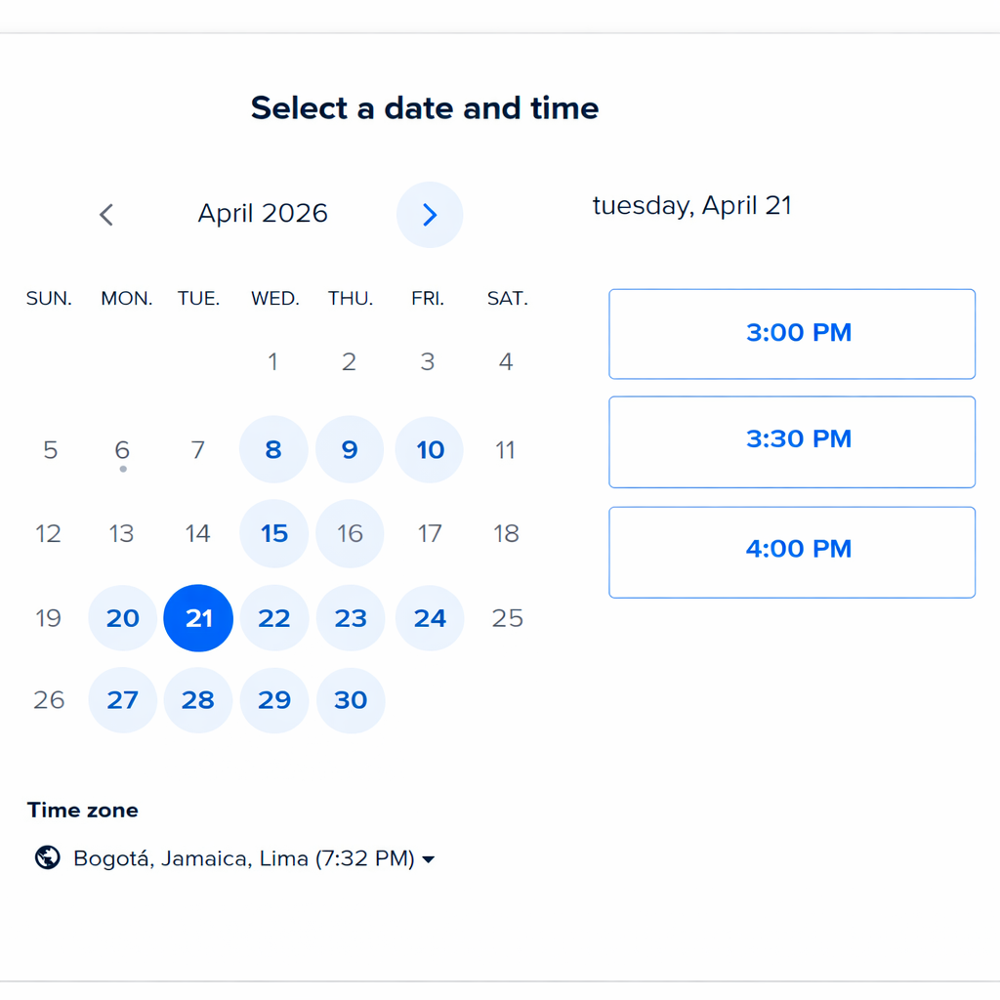 Select a date and time
April 2026
SUN. MON. TUE. WED. THU. FRI. SAT.
1 2 3 4
5 6 7 8 9 10 11
12 13 14 15 16 17 18
19 20 21 22 23 24 25
26 27 28 29 30
Time zone
Bogotá, Jamaica, Lima (7:32 PM)
tuesday, April 21
3:00 PM
3:30 PM
4:00 PM